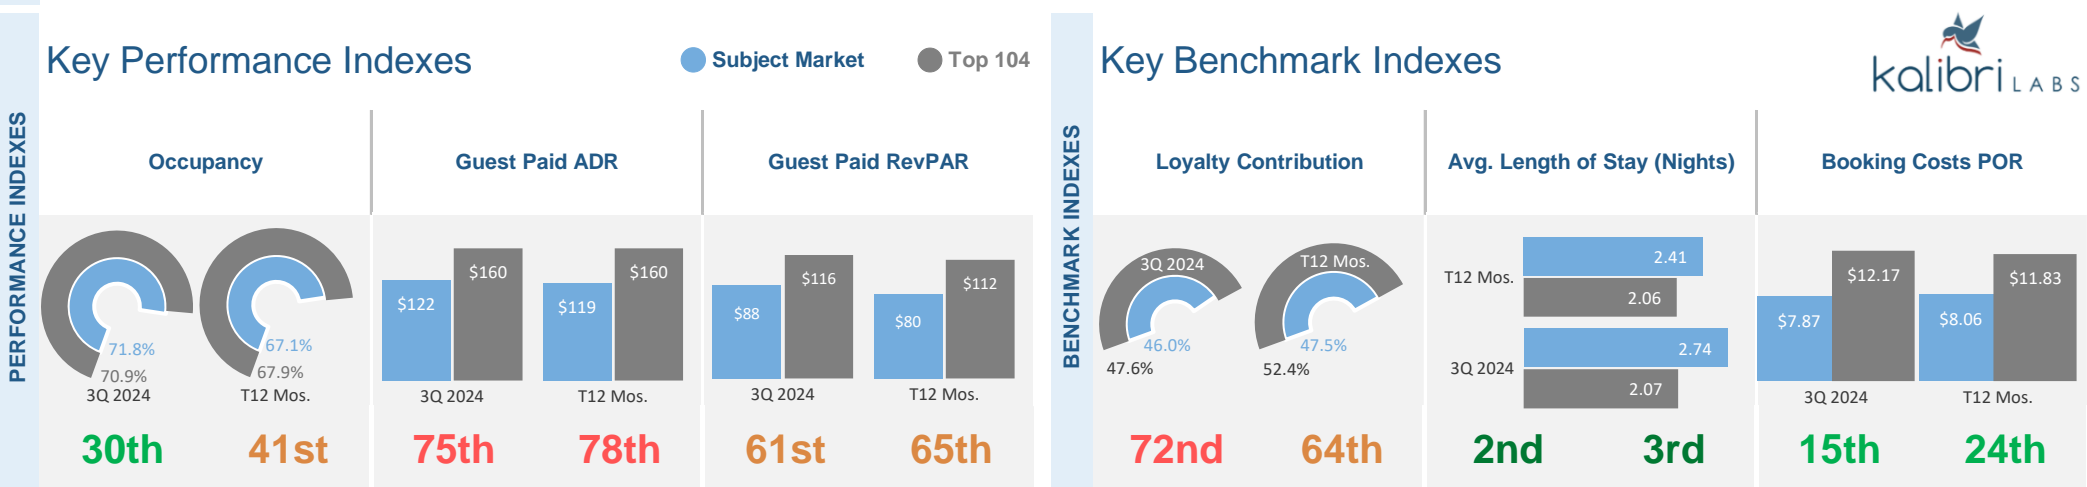 PERFORMANCE INDEXES
Key Performance Indexes
Subject Market
Top 104
Occupancy
Guest Paid ADR
Guest Paid RevPAR
71.8%
70.9%
3Q 2024
67.1%
67.9%
T12 Mos.
$122
$160
3Q 2024
$119
$160
T12 Mos.
$88
$116
3Q 2024
$80
$112
T12 Mos.
30th
41st
75th
78th
61st
65th
BENCHMARK INDEXES
Key Benchmark Indexes
kalibri LABS
Loyalty Contribution
Avg. Length of Stay (Nights)
Booking Costs POR
3Q 2024
46.0%
47.6%
T12 Mos.
47.5%
52.4%
T12 Mos.
2.41
2.06
3Q 2024
2.74
2.07
$7.87
$12.17
3Q 2024
$8.06
$11.83
T12 Mos.
72nd
64th
2nd
3rd
15th
24th